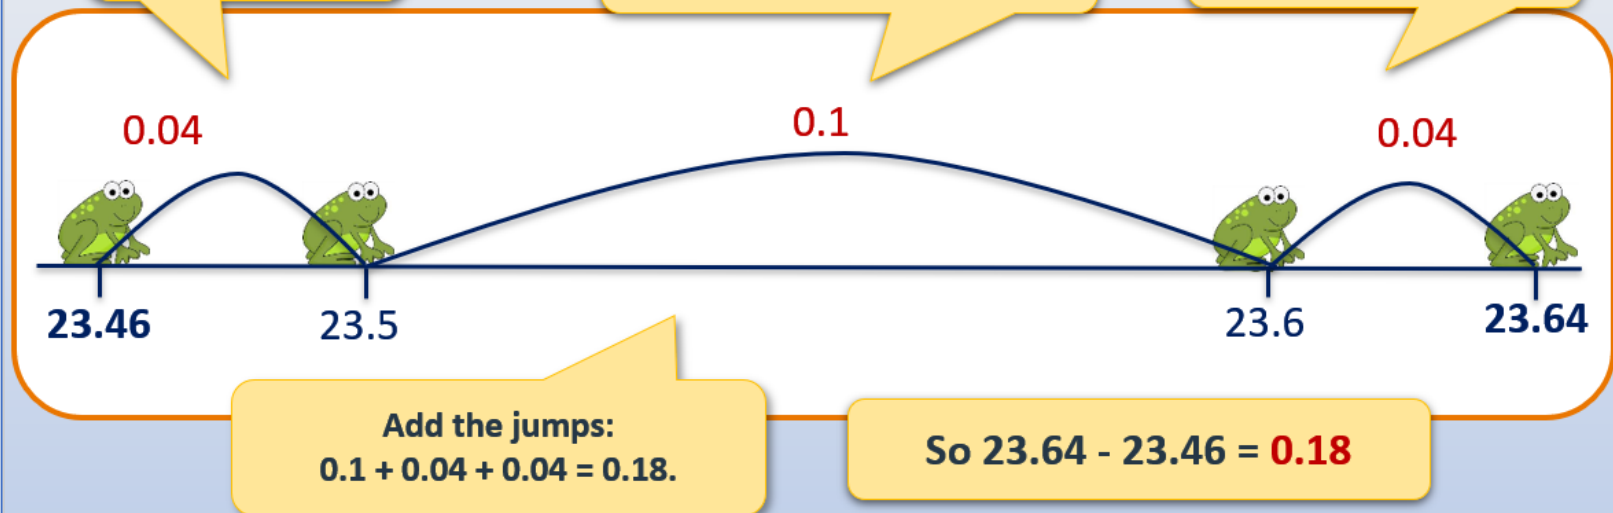 0.04
0.1
0.04
23.46
23.5
23.6
23.64
Add the jumps:
0.1 + 0.04 + 0.04 = 0.18.
So 23.64 - 23.46 = 0.18